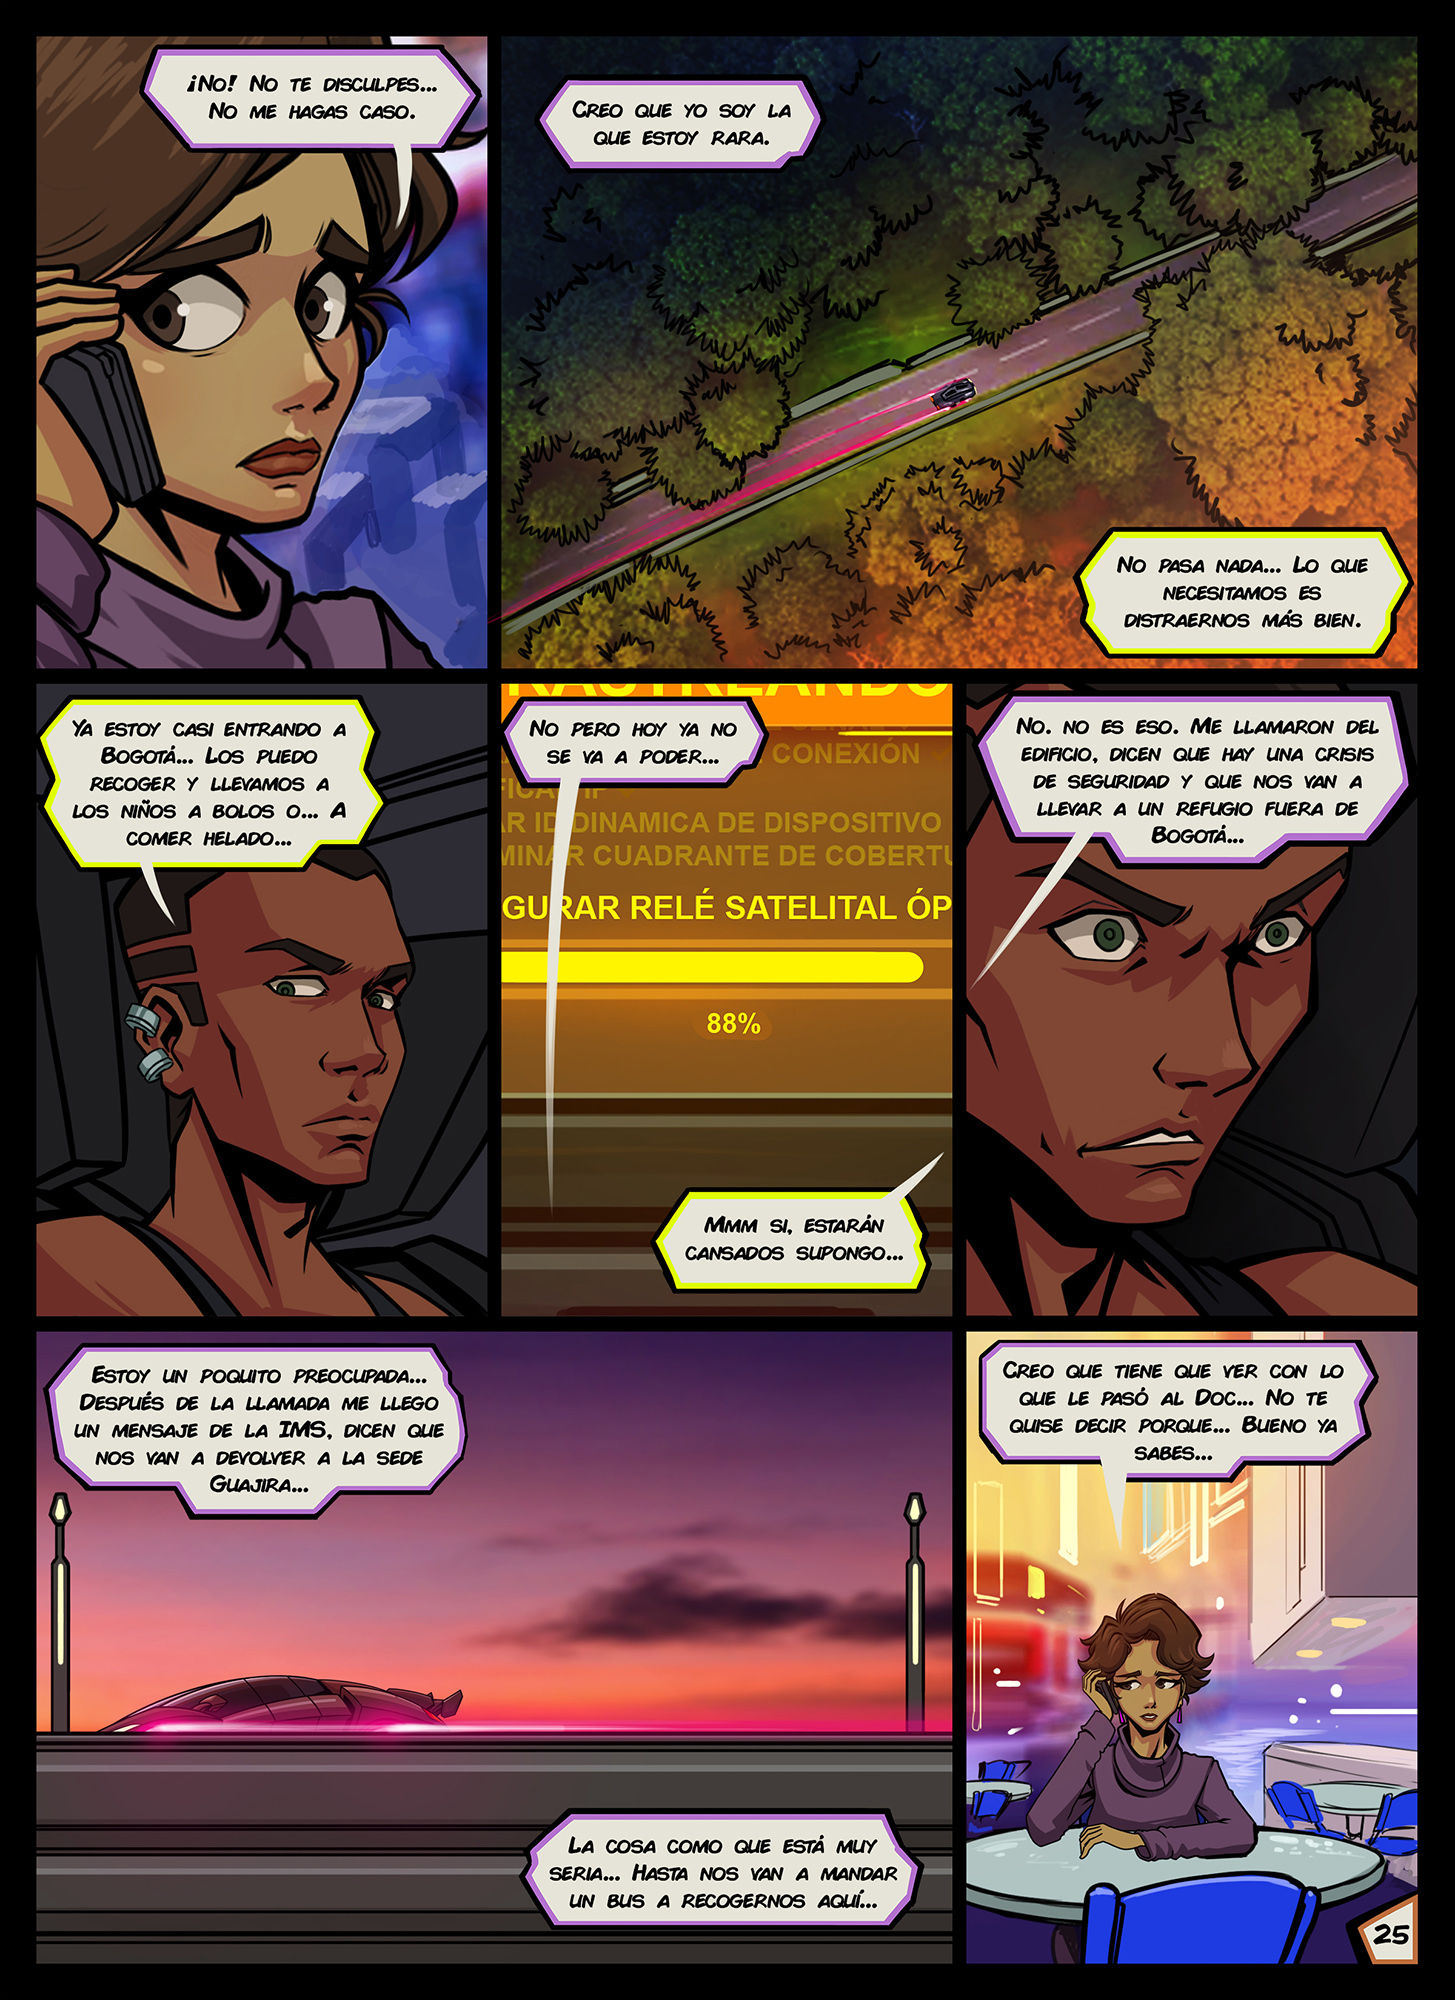 ¡No! No te disculpes...
No me hagas caso.
Creo que yo soy la
que estoy rara.
No pasa nada... Lo que
necesitamos es
distraernos más bien.
Ya estoy casi entrando a
Bogotá... Los puedo
recoger y llevamos a
los niños a bolos o... A
comer helado...
RASTREANDO
No pero hoy ya no
se va a poder...
CONEXIÓN
IP
AR ID DINAMICA DE DISPOSITIVO
MINAR CUADRANTE DE COBERTU
GURAR RELÉ SATELITAL ÓP
88%
Mmm si, estarán
cansados supongo...
No. no es eso. Me llamaron del
edificio, dicen que hay una crisis
de seguridad y que nos van a
llevar a un refugio fuera de
Bogotá...
Estoy un poquito preocupada...
Después de la llamada me llego
un mensaje de la IMS, dicen que
nos van a devolver a la sede
Guajira...
La cosa como que está muy
seria... Hasta nos van a mandar
un bus a recogernos aquí...
Creo que tiene que ver con lo
que le pasó al Doc... No te
quise decir porque... Bueno ya
sabes...
25